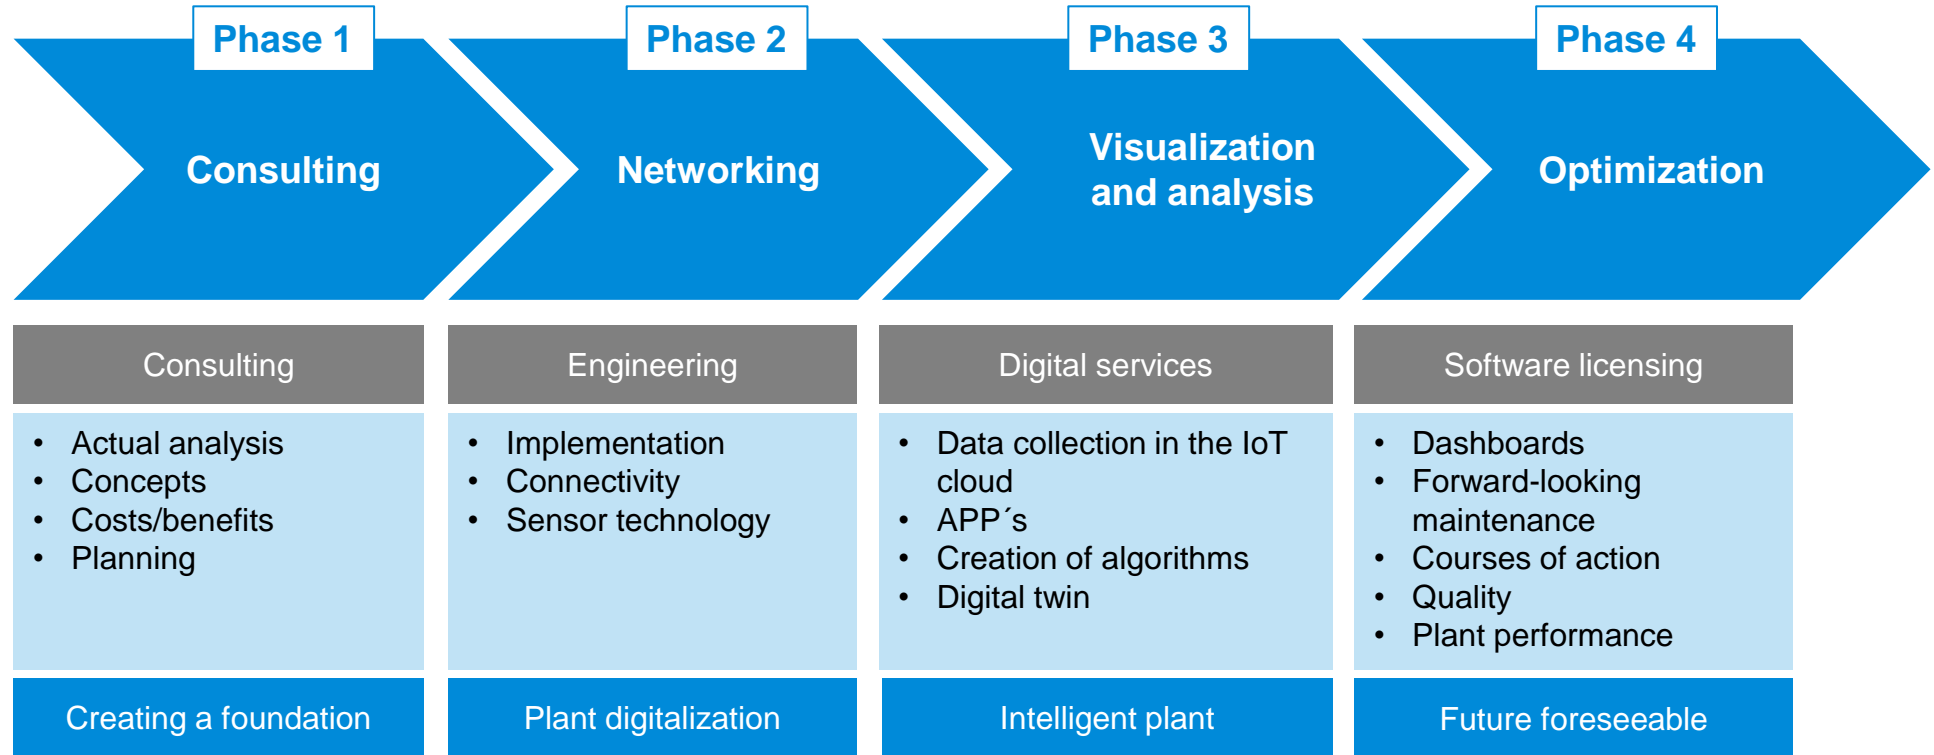 Phase 1
Phase 2
Phase 3
Phase 4
Consulting
Networking
Visualization
and analysis
Optimization
Consulting
Engineering
Digital services
Software licensing
• Actual analysis
• Concepts
• Costs/benefits
• Planning
• Implementation
• Connectivity
• Sensor technology
• Data collection in the IoT
cloud
• APP´s
• Creation of algorithms
• Digital twin
• Dashboards
• Forward-looking
maintenance
• Courses of action
• Quality
• Plant performance
Creating a foundation
Plant digitalization
Intelligent plant
Future foreseeable